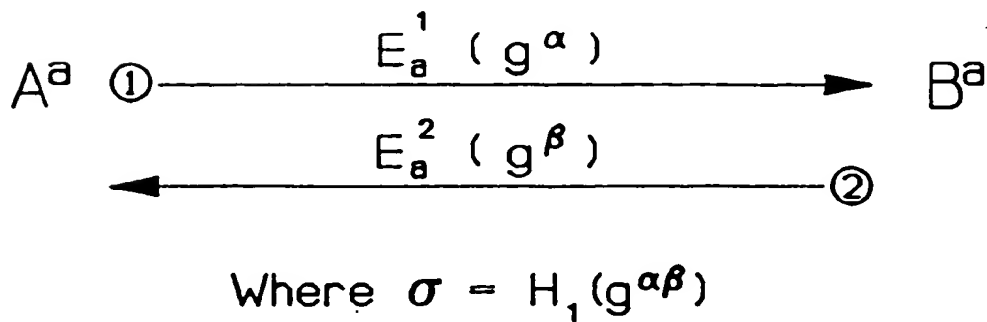 E_a^1 ( g^α )
A^a ① B^a
E_a^2 ( g^β )
②
Where σ = H_1(g^αβ)